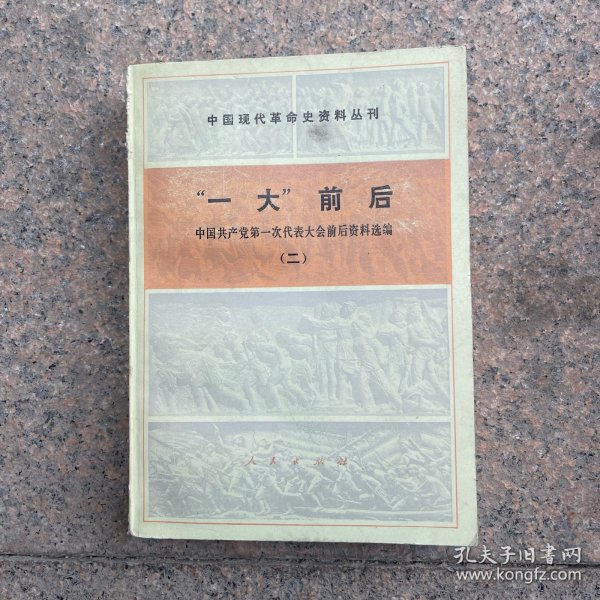 中国现代革命史资料丛刊
“一大”前后
中国共产党第一次代表大会前后资料选编
（二）
人民出版社
孔夫子旧书网
www.kongfz.com